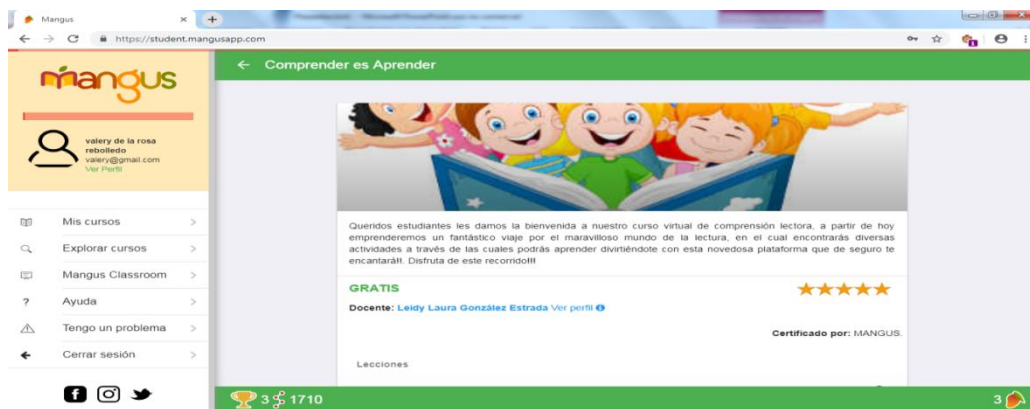 Mangus
https://student.mangusapp.com
1
mangus
valery de la rosa
rebolledo
valery@gmail.com
Ver Perfil
Mis cursos
Explorar cursos
Mangus Classroom
? Ayuda
Tengo un problema
Cerrar sesión
Comprender es Aprender
Queridos estudiantes les damos la bienvenida a nuestro curso virtual de comprensión lectora, a partir de hoy
emprenderemos un fantástico viaje por el maravilloso mundo de la lectura, en el cual encontrarás diversas
actividades a través de las cuales podrás aprender divirtiéndote con esta novedosa plataforma que de seguro te
encantará!!. Disfruta de este recorrido!!!
GRATIS
Docente: Leidy Laura González Estrada Ver perfil
Certificado por: MANGUS.
Lecciones
3 1710
3